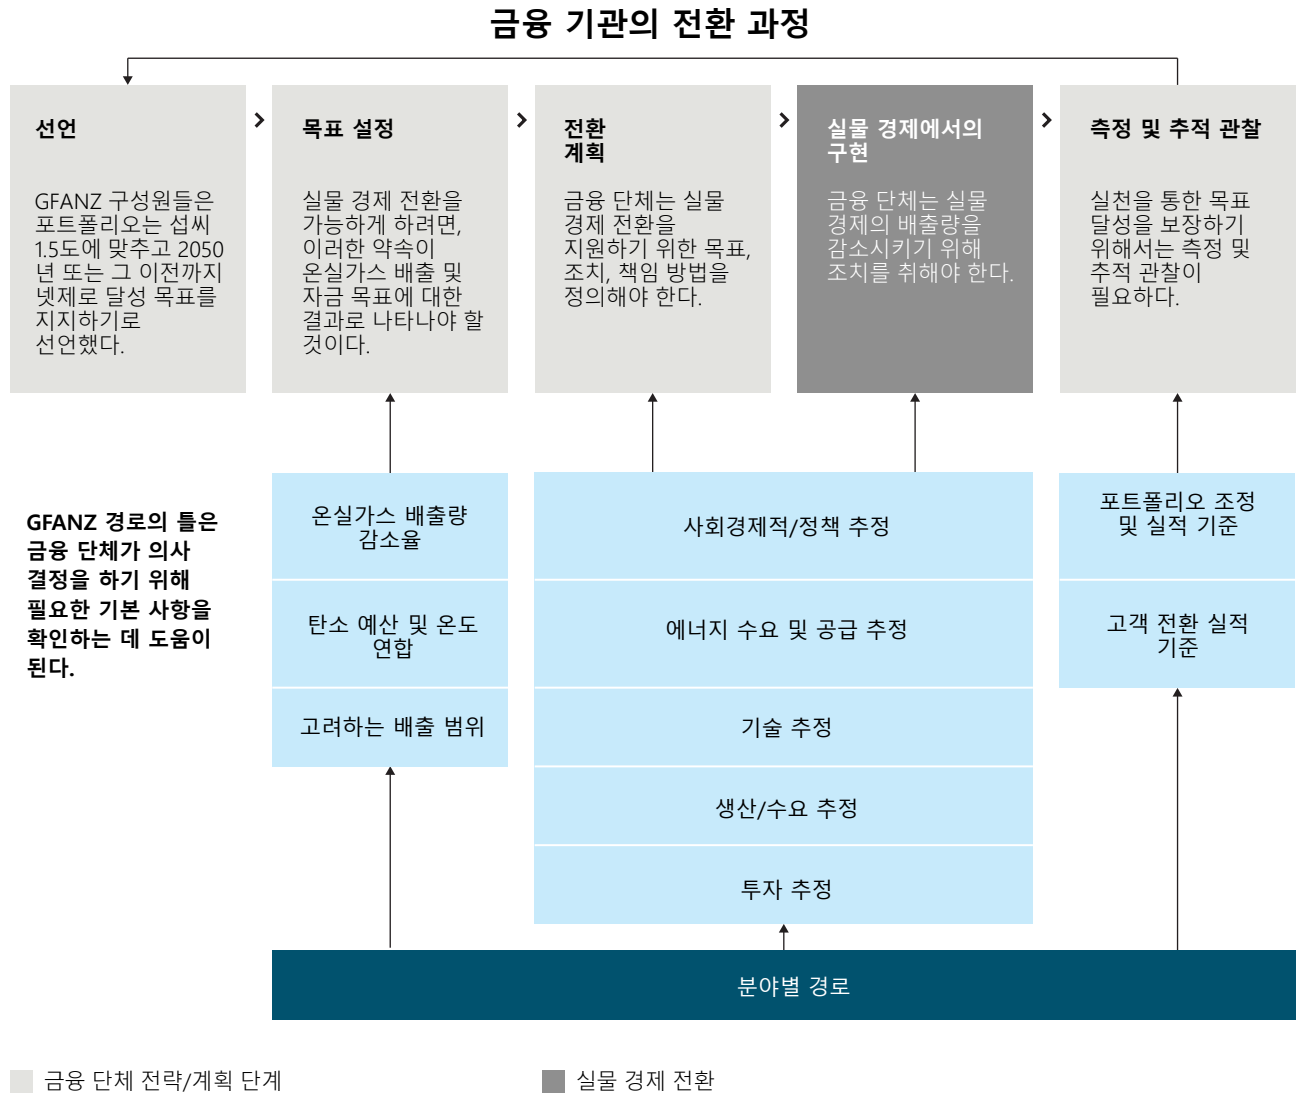 금융 기관의 전환 과정
선언
GFANZ 구성원들은
포트폴리오는 섭씨
1.5도에 맞추고 2050
년 또는 그 이전까지
넷제로 달성 목표를
지지하기로
선언했다.
목표 설정
실물 경제 전환을
가능하게 하려면,
이러한 약속이
온실가스 배출 및
자금 목표에 대한
결과로 나타나야 할
것이다.
전환
계획
금융 단체는 실물
경제 전환을
지원하기 위한 목표,
조치, 책임 방법을
정의해야 한다.
실물 경제에서의
구현
금융 단체는 실물
경제의 배출량을
감소시키기 위해
조치를 취해야 한다.
측정 및 추적 관찰
실천을 통한 목표
달성을 보장하기
위해서는 측정 및
추적 관찰이
필요하다.
GFANZ 경로의 틀은
금융 단체가 의사
결정을 하기 위해
필요한 기본 사항을
확인하는 데 도움이
된다.
온실가스 배출량
감소율
탄소 예산 및 온도
연합
고려하는 배출 범위
사회경제적/정책 추정
에너지 수요 및 공급 추정
기술 추정
생산/수요 추정
투자 추정
포트폴리오 조정
및 실적 기준
고객 전환 실적
기준
분야별 경로
금융 단체 전략/계획 단계
실물 경제 전환